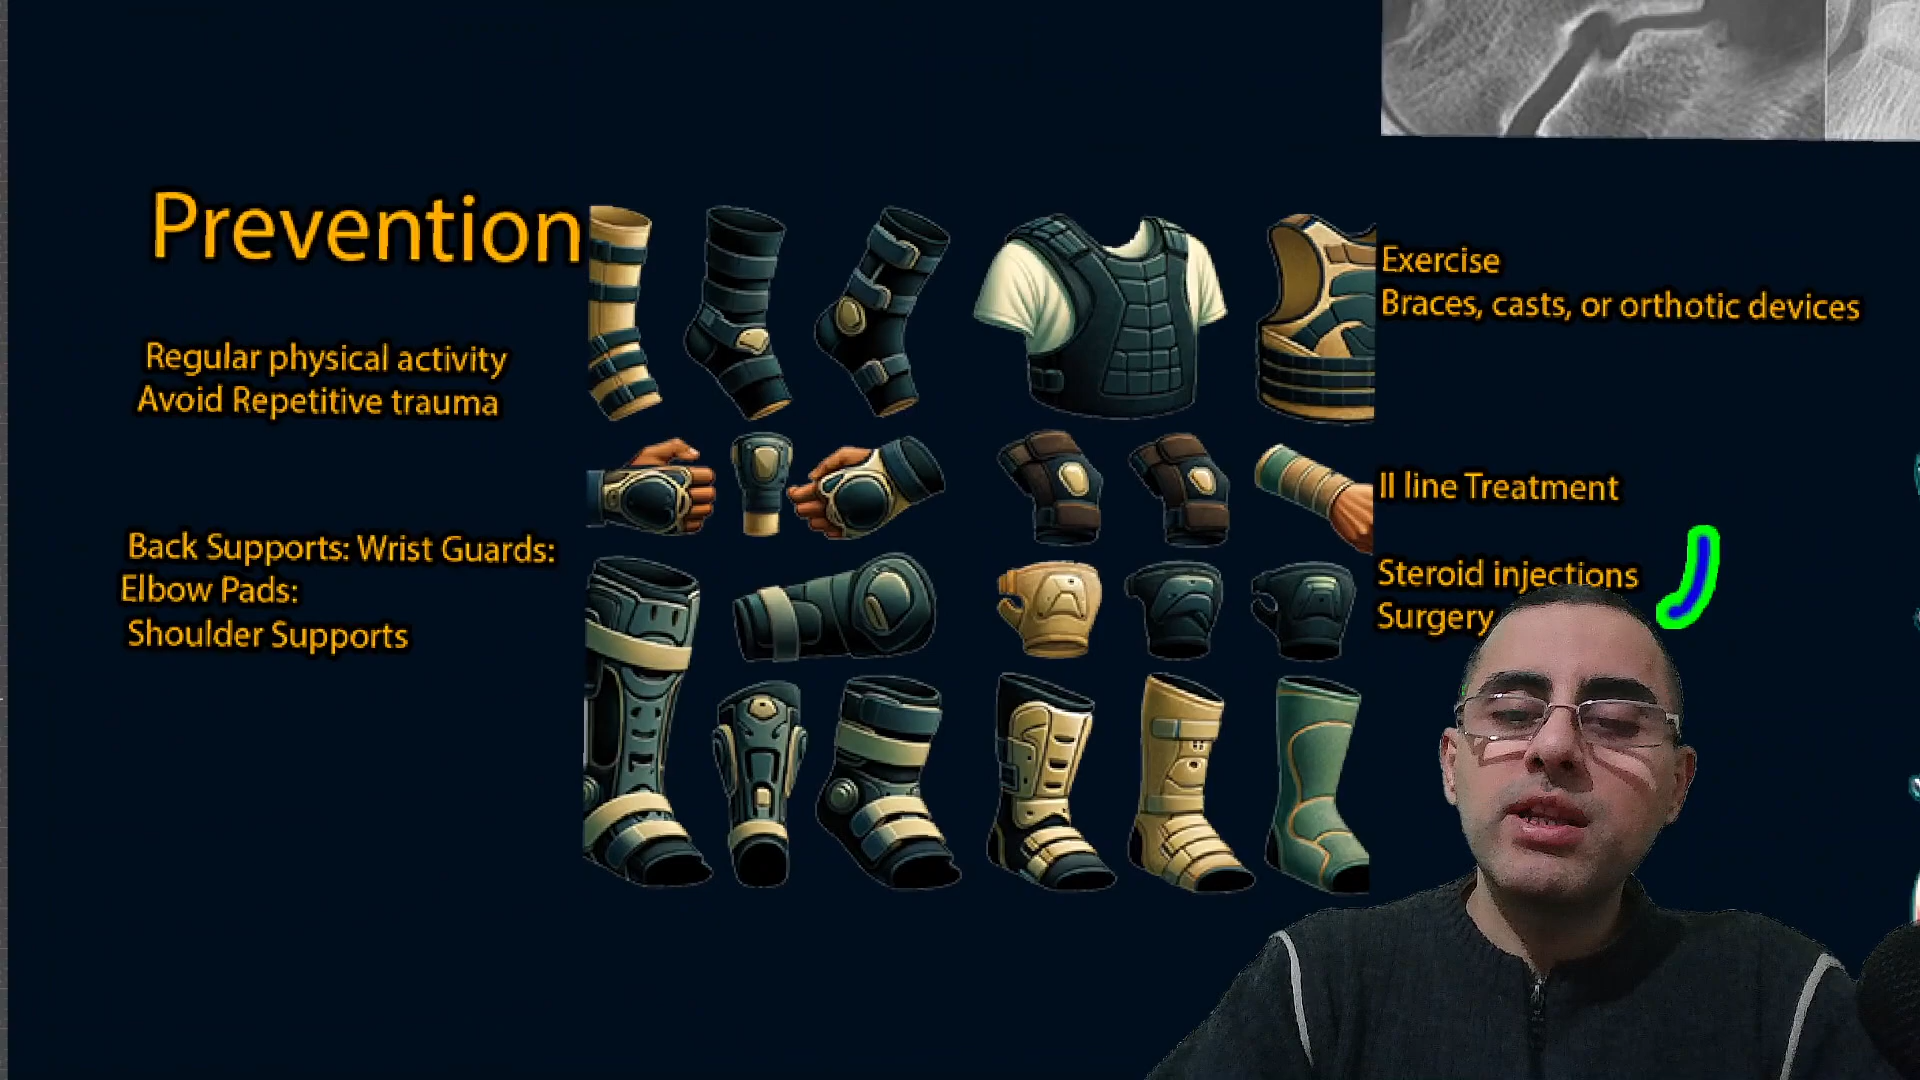 Prevention
Regular physical activity
Avoid Repetitive trauma
Back Supports: Wrist Guards:
Elbow Pads:
Shoulder Supports
Exercise
Braces, casts, or orthotic devices
II line Treatment
Steroid injections
Surgery